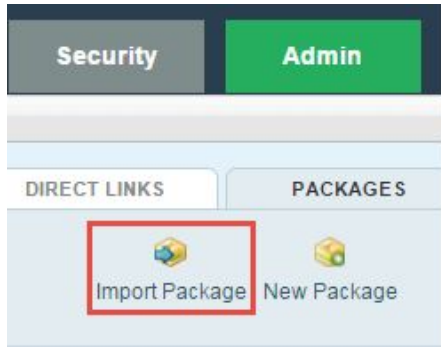 Security Admin
DIRECT LINKS PACKAGES
Import Package New Package